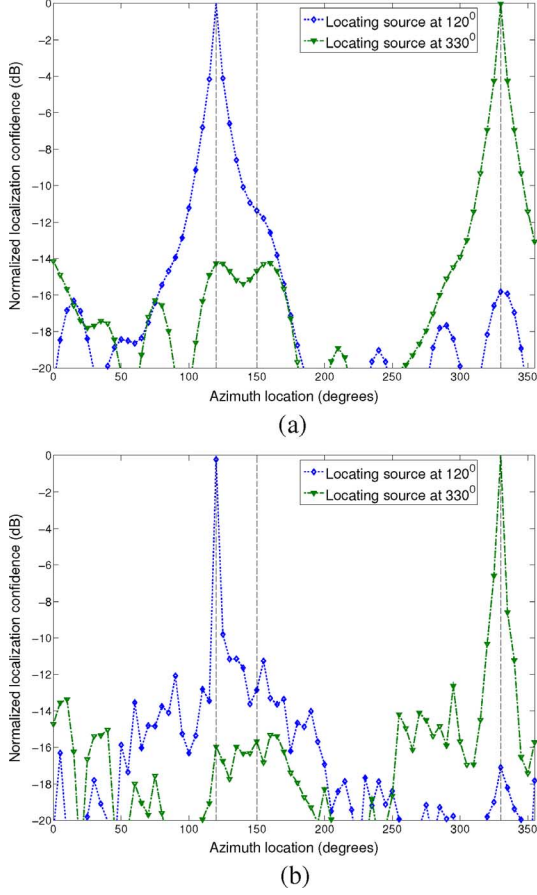 0
−2
−4
−6
−8
−10
−12
−14
−16
−18
−20
Normalized localization confidence (dB)
Locating source at 120⁰
Locating source at 330⁰
0 50 100 150 200 250 300 350
Azimuth location (degrees)
(a)
0
−2
−4
−6
−8
−10
−12
−14
−16
−18
−20
Normalized localization confidence (dB)
Locating source at 120⁰
Locating source at 330⁰
0 50 100 150 200 250 300 350
Azimuth location (degrees)
(b)